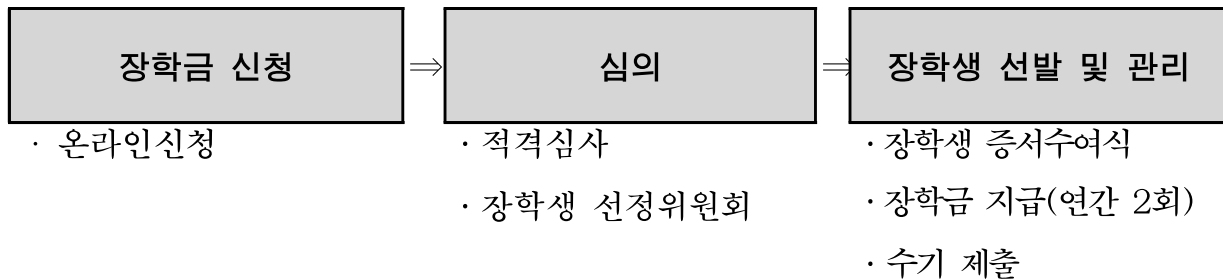 장학금 신청 ⇒ 심의 ⇒ 장학생 선발 및 관리
· 온라인신청
· 적격심사
· 장학생 선정위원회
· 장학생 증서수여식
· 장학금 지급(연간 2회)
· 수기 제출